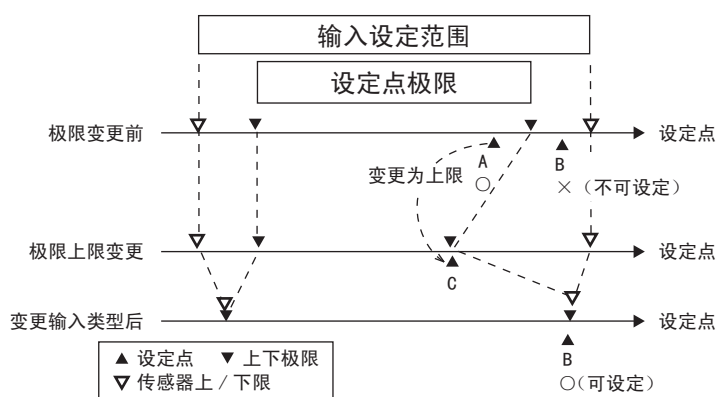 输入设定范围
设定点极限
极限变更前
设定点
A
○
变更为上限
B
×（不可设定）
极限上限变更
设定点
C
变更输入类型后
设定点
▲ 设定点 ▼ 上下极限
▽ 传感器上 / 下限
B
○(可设定)